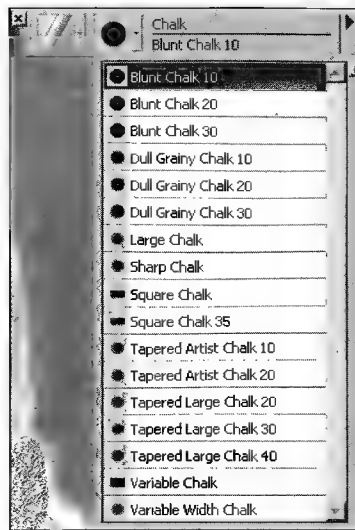 Chalk
Blunt Chalk 10
Blunt Chalk 10
Blunt Chalk 20
Blunt Chalk 30
Dull Grainy Chalk 10
Dull Grainy Chalk 20
Dull Grainy Chalk 30
Large Chalk
Sharp Chalk
Square Chalk
Square Chalk 35
Tapered Artist Chalk 10
Tapered Artist Chalk 20
Tapered Large Chalk 20
Tapered Large Chalk 30
Tapered Large Chalk 40
Variable Chalk
Variable Width Chalk